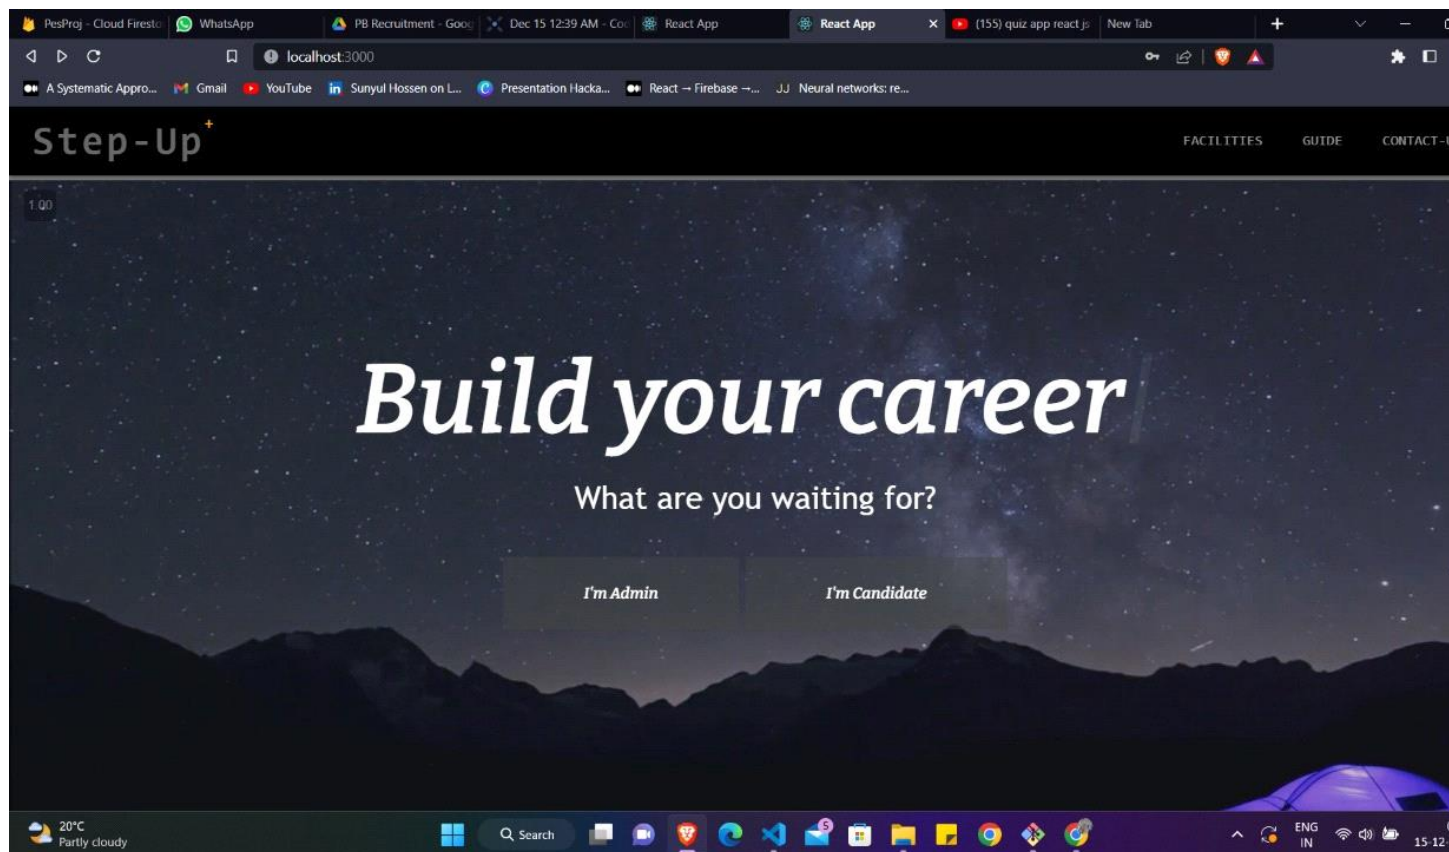 PesProj - Cloud Firesto
WhatsApp
PB Recruitment - Goog
Dec 15 12:39 AM - Co
React App
React App
(155) quiz app react js
New Tab
localhost:3000
A Systematic Appro...
Gmail
YouTube
Sunyul Hossen on L...
Presentation Hacka...
React → Firebase →...
JJ Neural networks: re...
Step-Up+
FACILITIES
GUIDE
CONTACT-U
1.00
Build your career
What are you waiting for?
I'm Admin
I'm Candidate
20°C
Partly cloudy
Search
5
ENG
IN
15-12